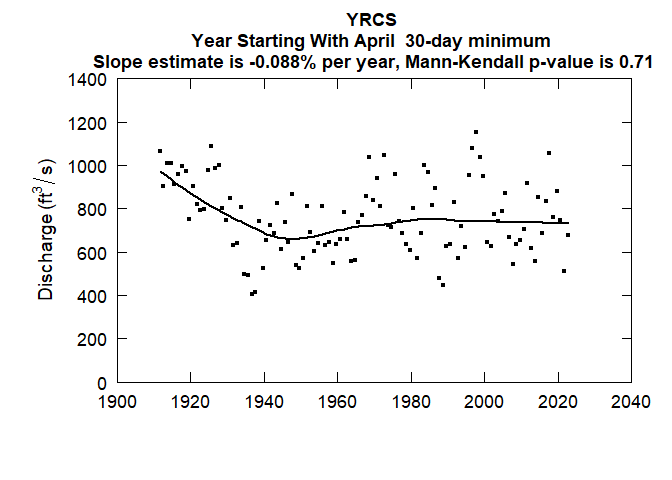 YRCS
Year Starting With April 30-day minimum
Slope estimate is -0.088% per year, Mann-Kendall p-value is 0.71
Discharge (ft³/s)
1400
1200
1000
800
600
400
200
0
1900 1920 1940 1960 1980 2000 2020 2040